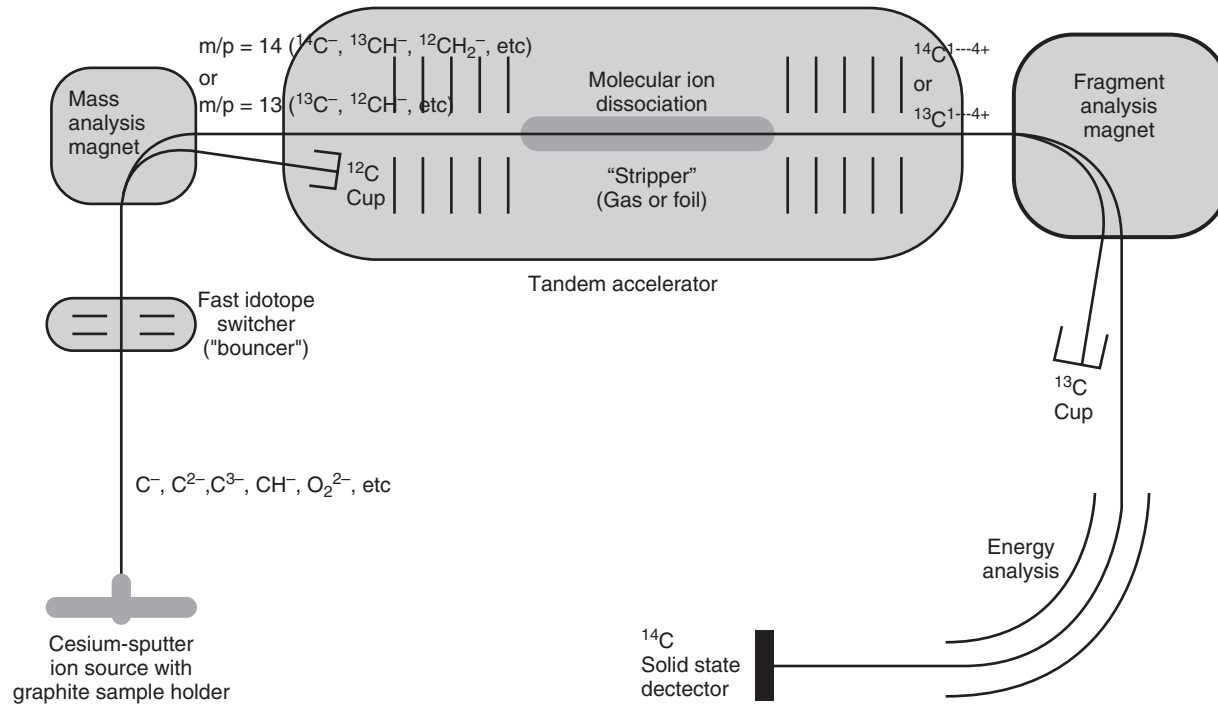 m/p = 14 (¹⁴C⁻, ¹³CH⁻, ¹²CH₂⁻, etc)
or
m/p = 13 (¹³C⁻, ¹²CH⁻, etc)
Mass
analysis
magnet
¹²C
Cup
Molecular ion
dissociation
“Stripper”
(Gas or foil)
¹⁴C¹⁻⁻⁻⁴⁺
or
¹³C¹⁻⁻⁻⁴⁺
Fragment
analysis
magnet
Tandem accelerator
Fast idotope
switcher
("bouncer")
¹³C
Cup
C⁻, C²⁻,C³⁻, CH⁻, O₂²⁻, etc
Energy
analysis
Cesium-sputter
ion source with
graphite sample holder
¹⁴C
Solid state
dectector